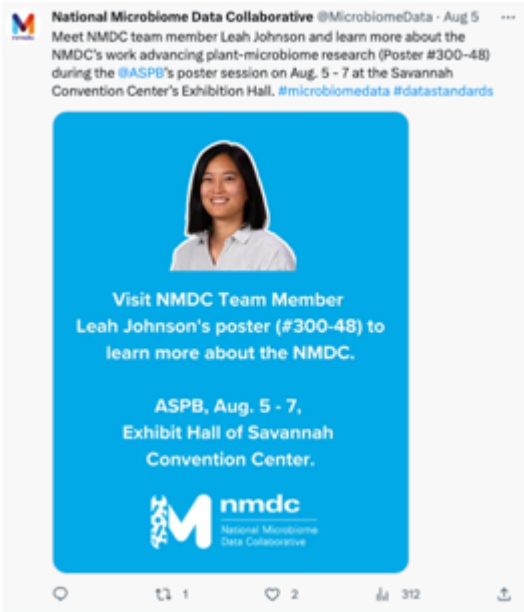 National Microbiome Data Collaborative @MicrobiomeData · Aug 5 ...
Meet NMDC team member Leah Johnson and learn more about the
NMDC's work advancing plant-microbiome research (Poster #300-48)
during the @ASPB's poster session on Aug. 5 - 7 at the Savannah
Convention Center's Exhibition Hall. #microbiomedata #datastandards
nmdc
Visit NMDC Team Member
Leah Johnson's poster (#300-48) to
learn more about the NMDC.
ASPB, Aug. 5 - 7,
Exhibit Hall of Savannah
Convention Center.
nmdc
National Microbiome
Data Collaborative
1 2 312